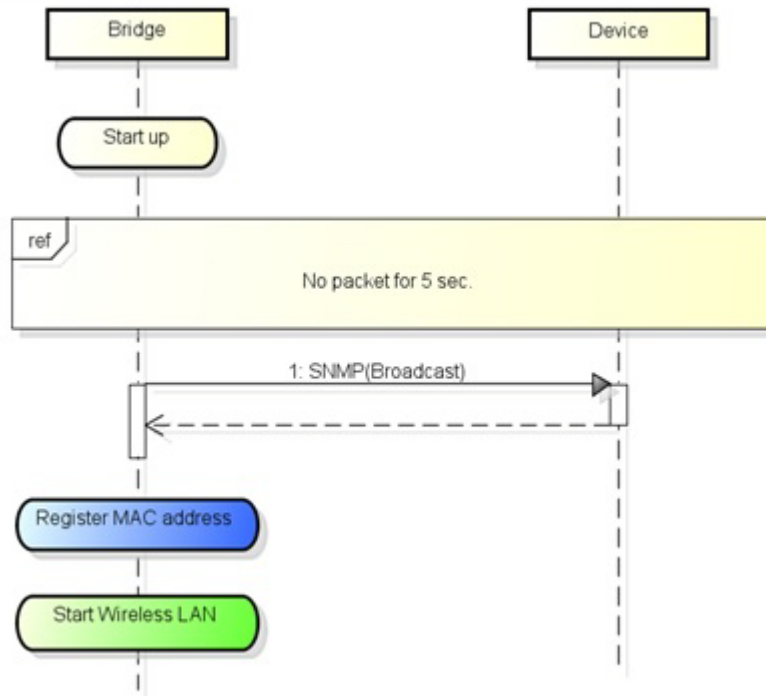 Bridge
Device
Start up
ref
No packet for 5 sec.
1: SNMP(Broadcast)
Register MAC address
Start Wireless LAN